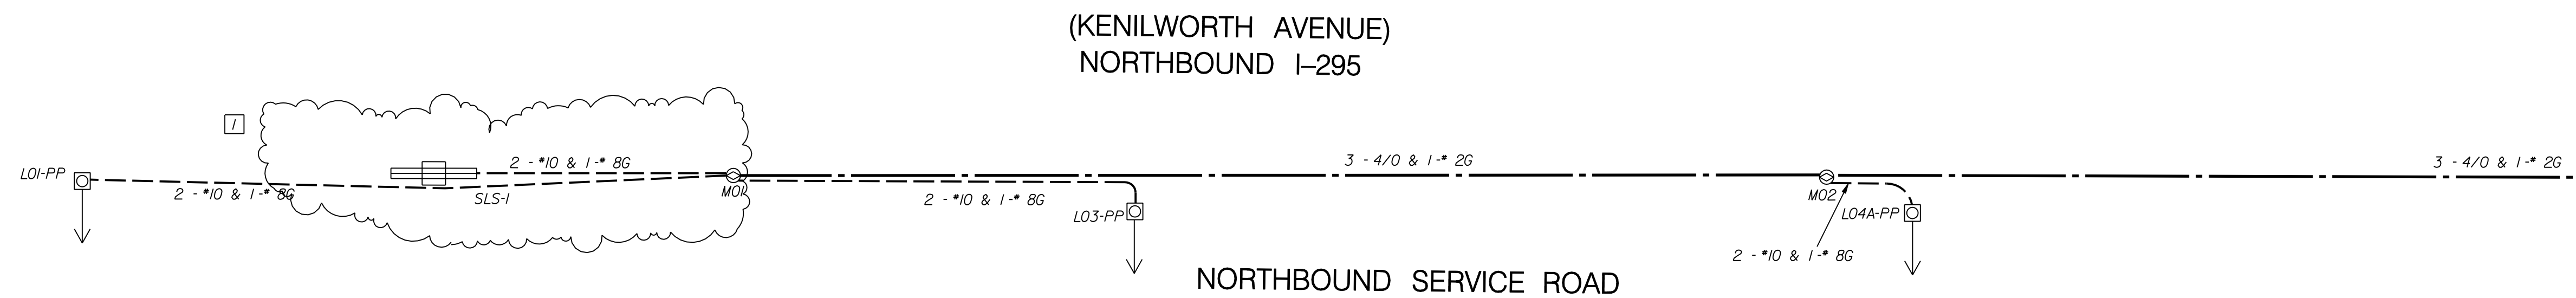 (KENILWORTH AVENUE)
NORTHBOUND I–295
1
L01-PP
2 - #10 & 1 -# 8G
2 - #10 & 1 -# 8G
SLS-1
M01
2 - #10 & 1 -# 8G
L03-PP
3 - 4/0 & 1 -# 2G
M02
L04A-PP
2 - #10 & 1 -# 8G
3 - 4/0 & 1 -# 2G
NORTHBOUND SERVICE ROAD